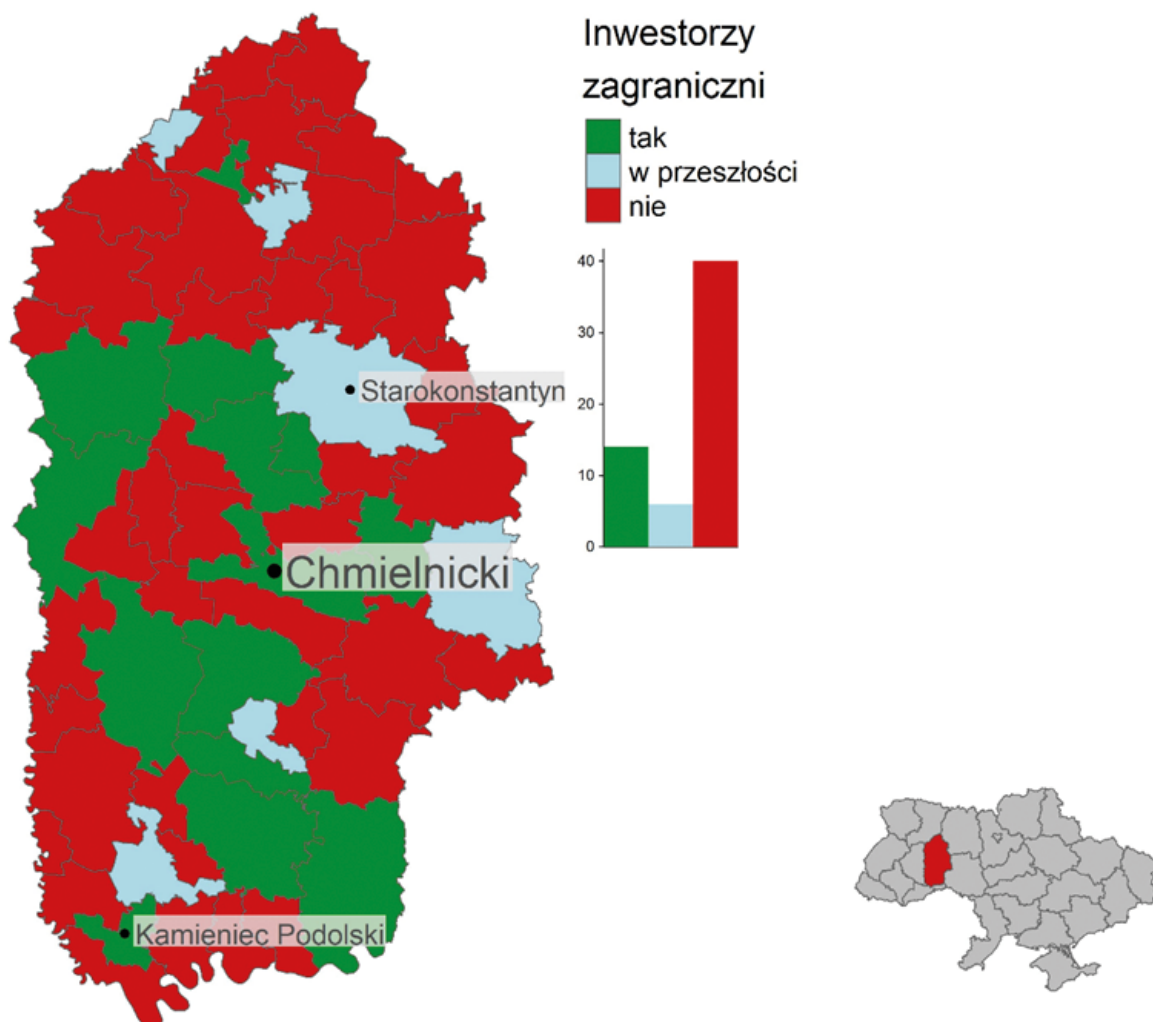 Inwestorzy
zagraniczni
tak
w przeszłości
nie
40
30
20
10
0
Starokonstantyn
Chmielnicki
Kamieniec Podolski